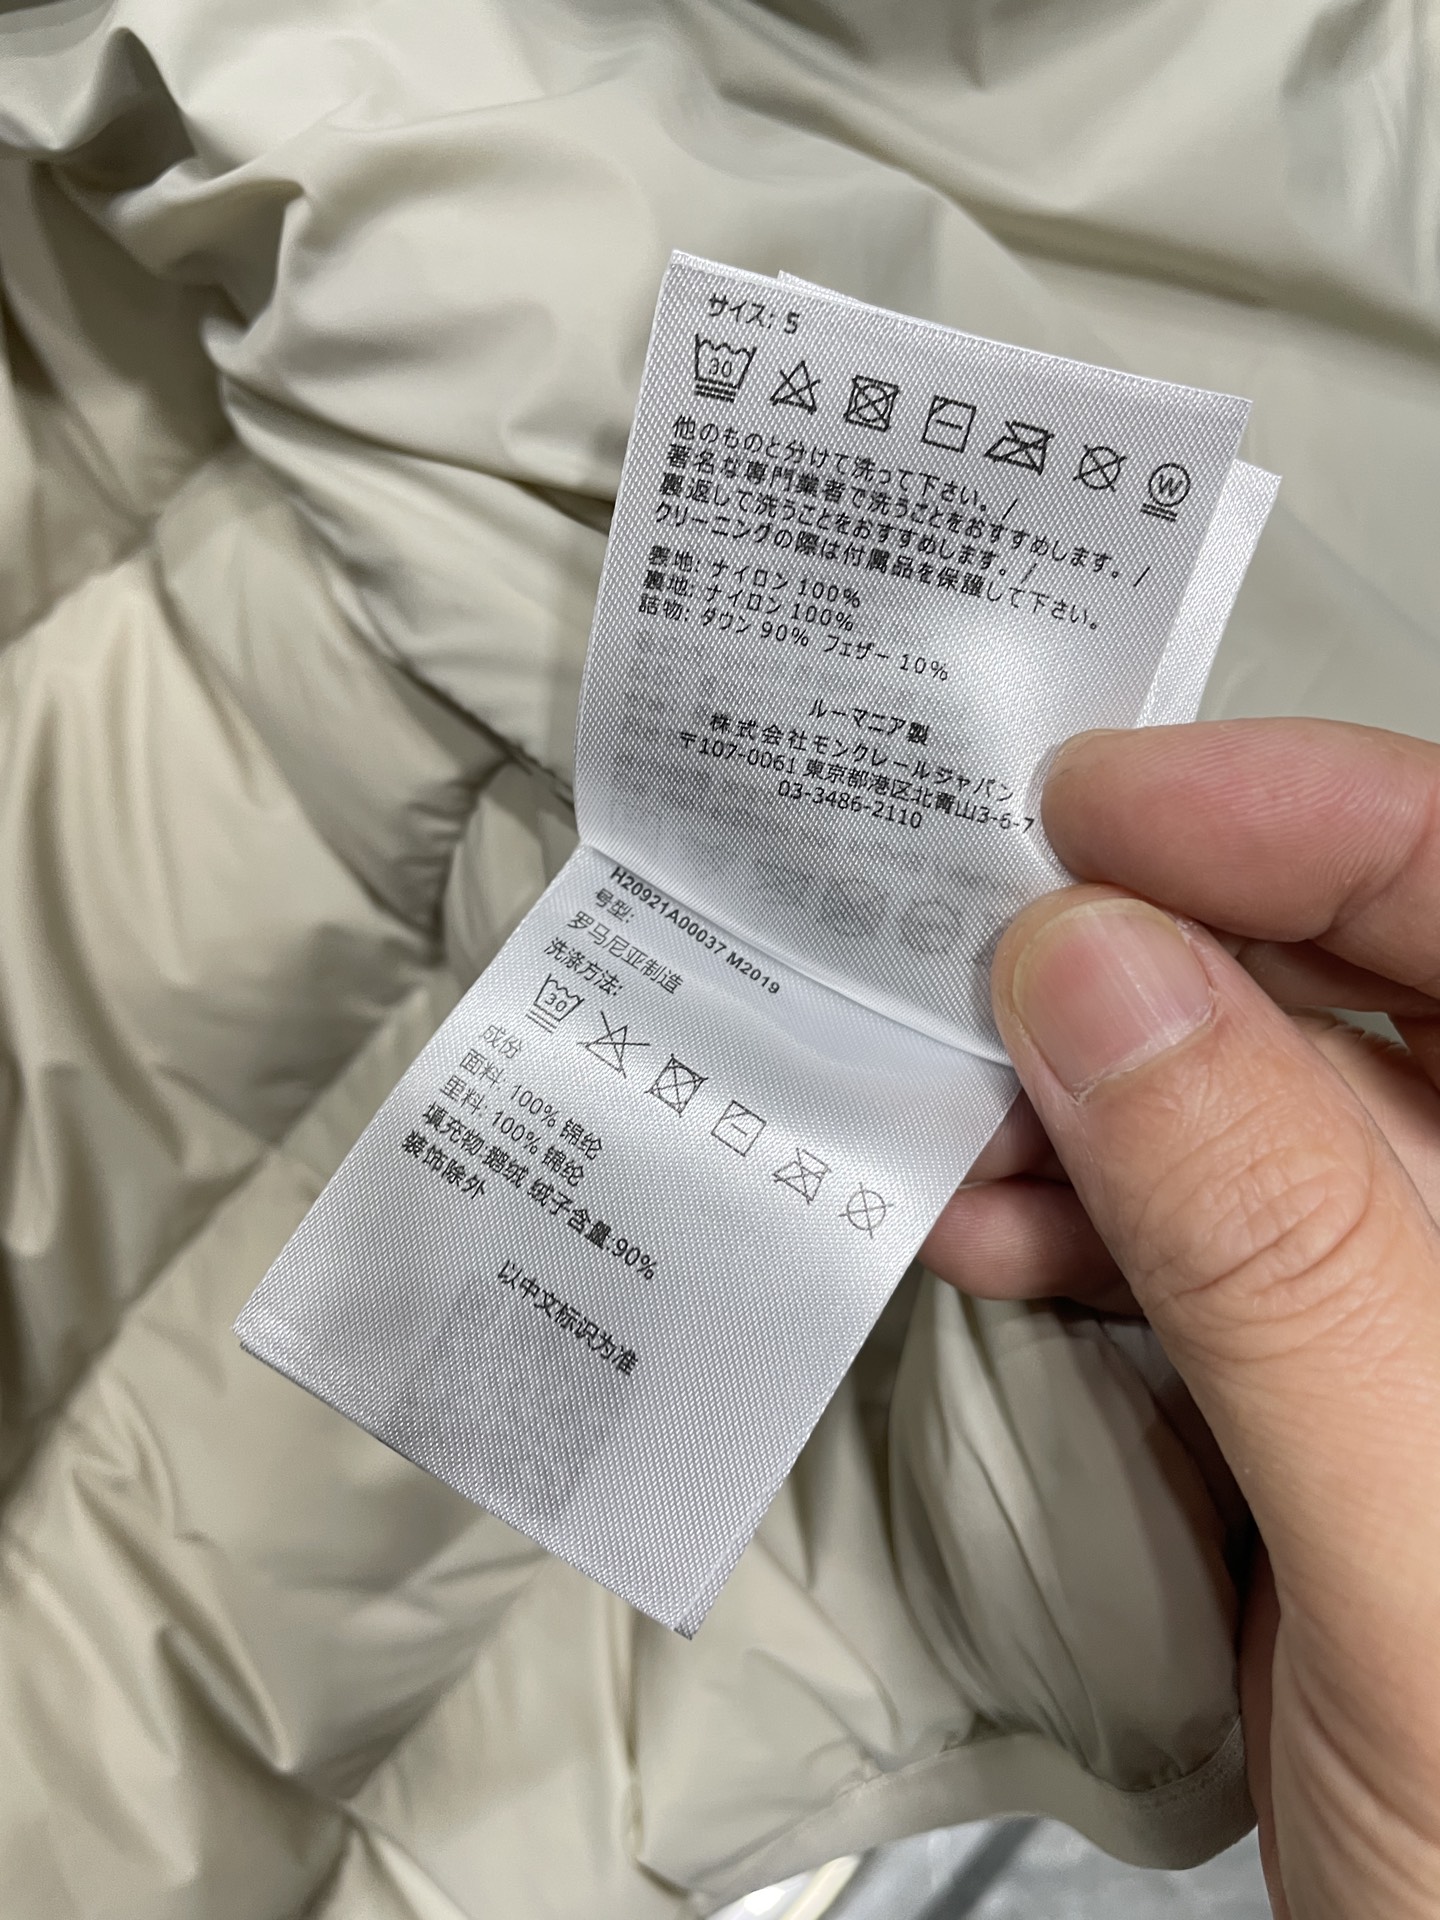 サイズ: 5
30
W
他のものと分けて洗って下さい。/
著名な専門業者で洗うことをおすすめします。/
裏返して洗うことをおすすめします。/
クリーニングの際は付属品を保護して下さい。
表地: ナイロン 100%
裏地: ナイロン 100%
詰物: ダウン 90% フェザー 10%
ルーマニア製
株式会社モンクレールジャパン
〒107-0061 東京都港区北青山3-6-7
03-3486-2110
H20921A00037 M2019
号型:
罗马尼亚制造
洗涤方法:
30
成份
面料: 100% 锦纶
里料: 100% 锦纶
填充物:鹅绒 绒子含量:90%
装饰除外
以中文标识为准